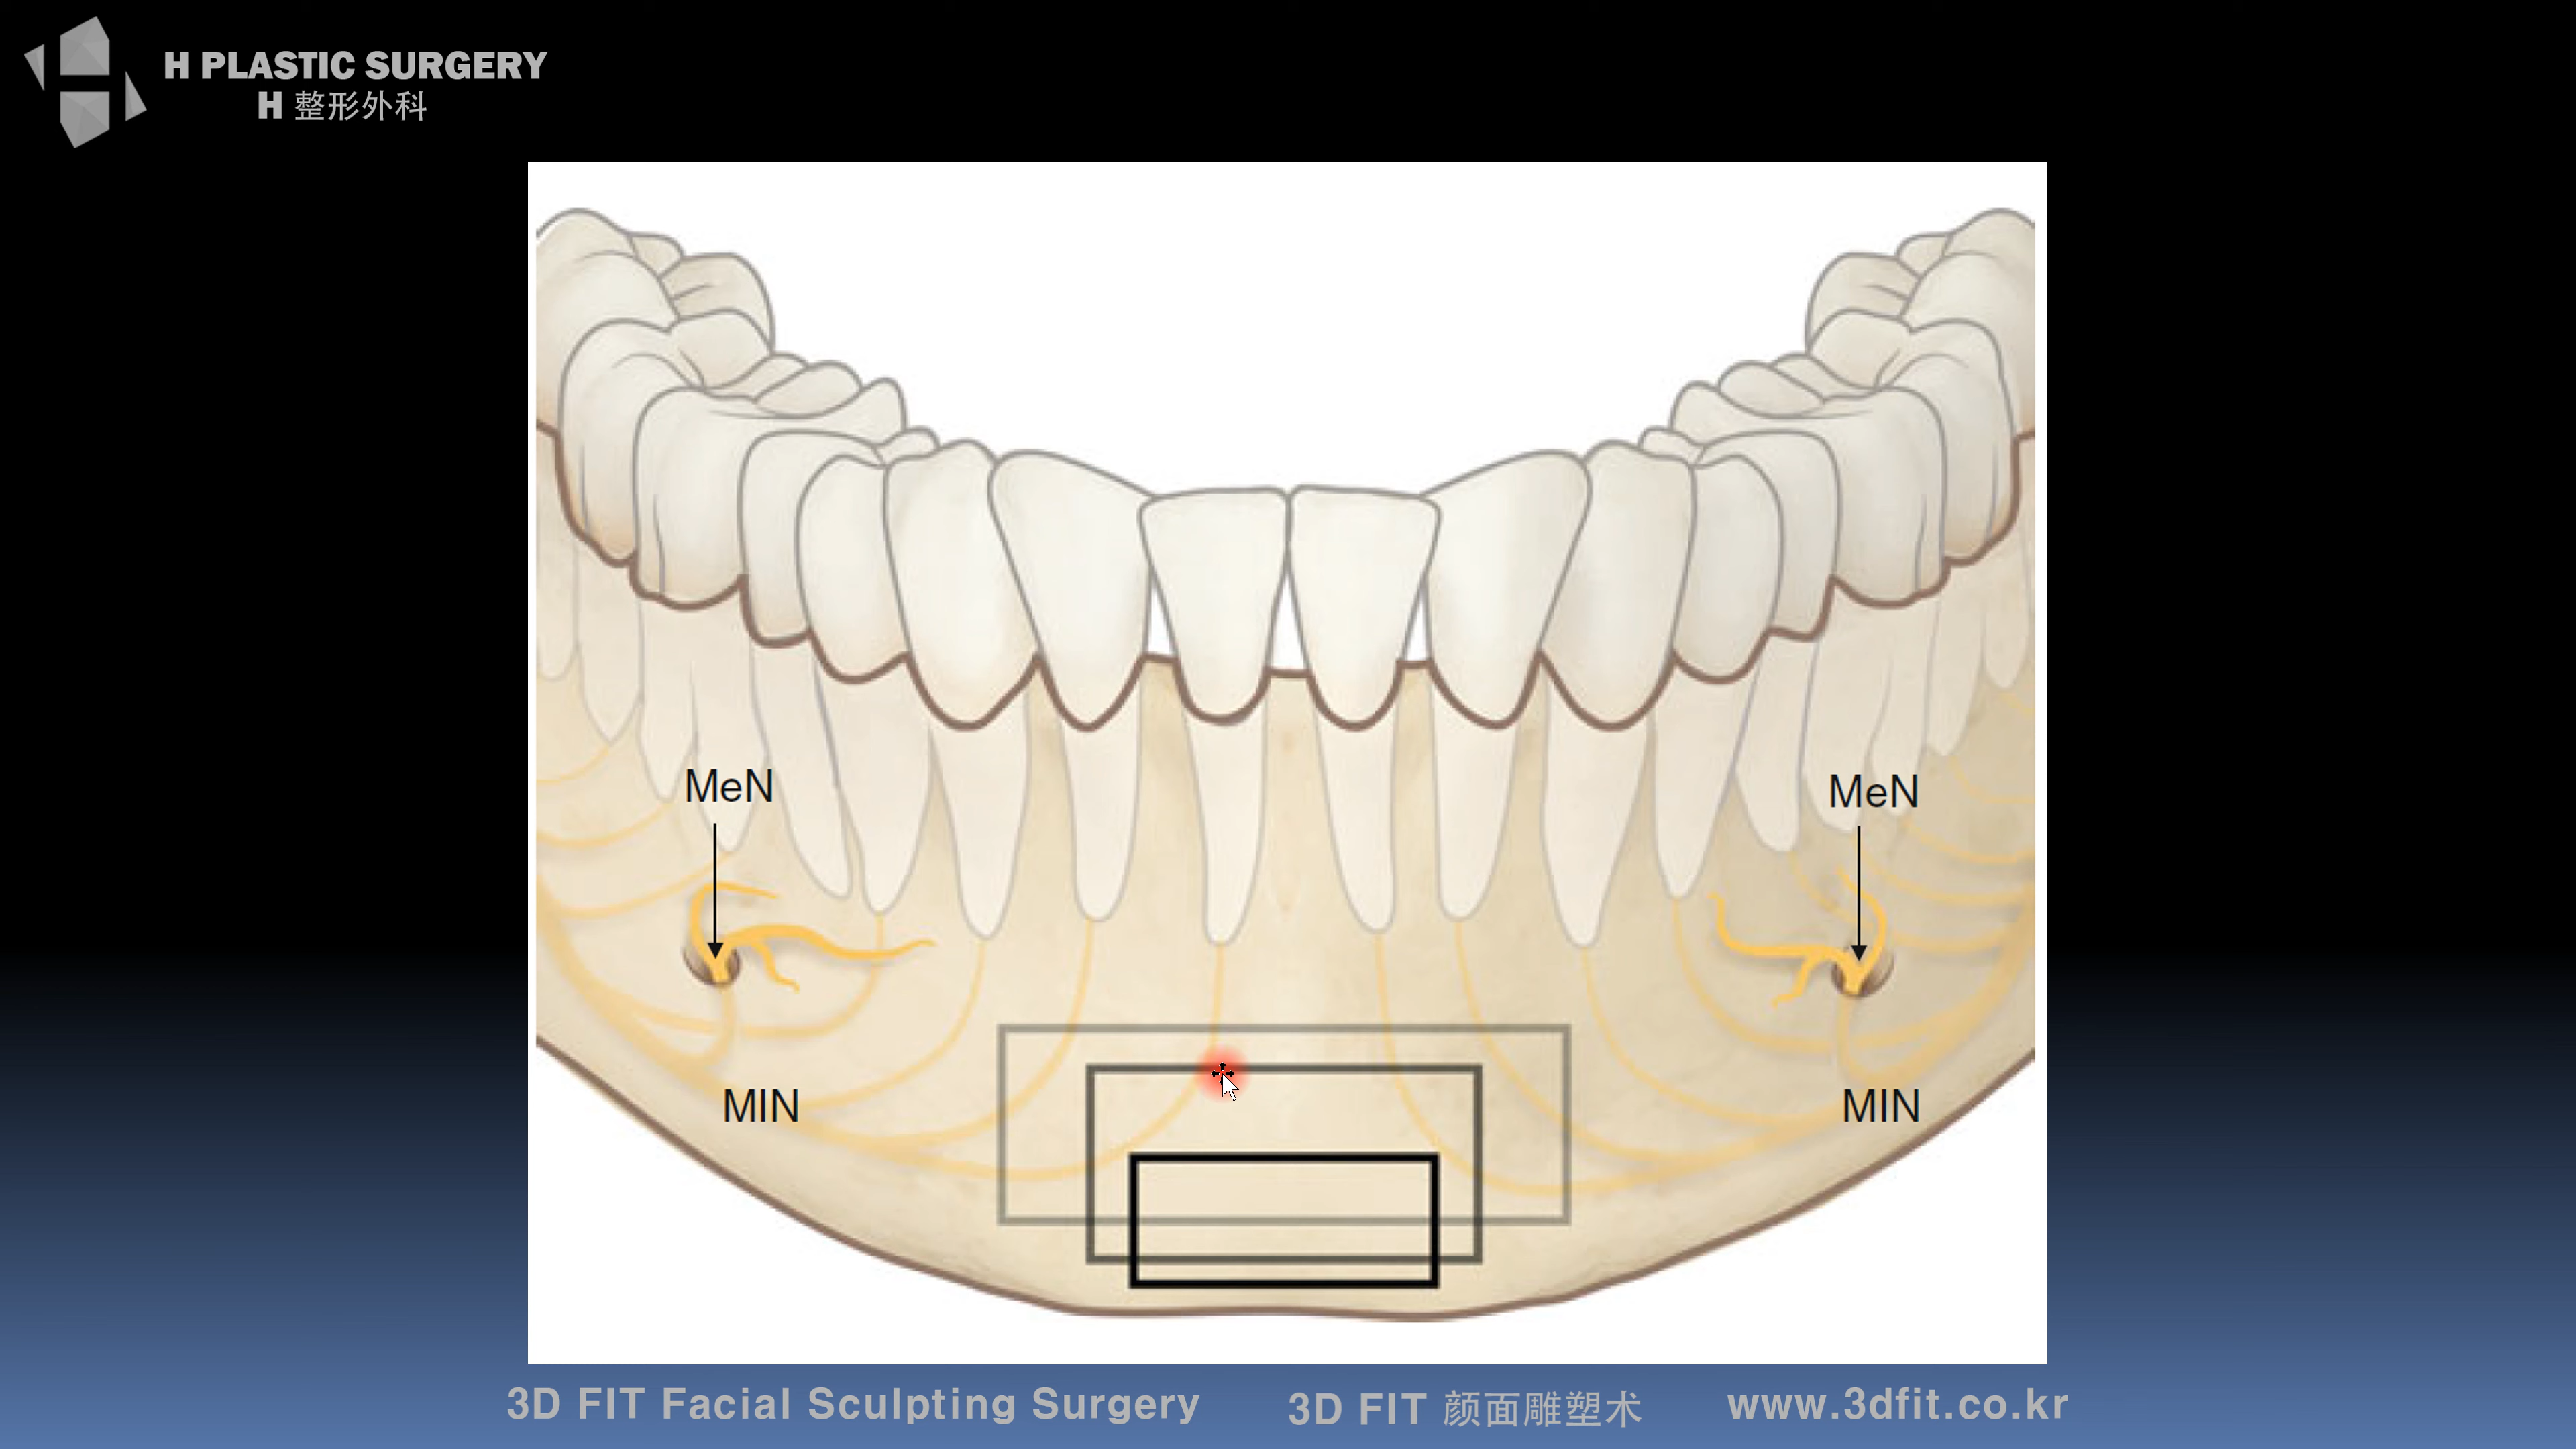 H PLASTIC SURGERY
H 整形外科
MeN
MeN
MIN
MIN
3D FIT Facial Sculpting Surgery 3D FIT 颜面雕塑术 www.3dfit.co.kr